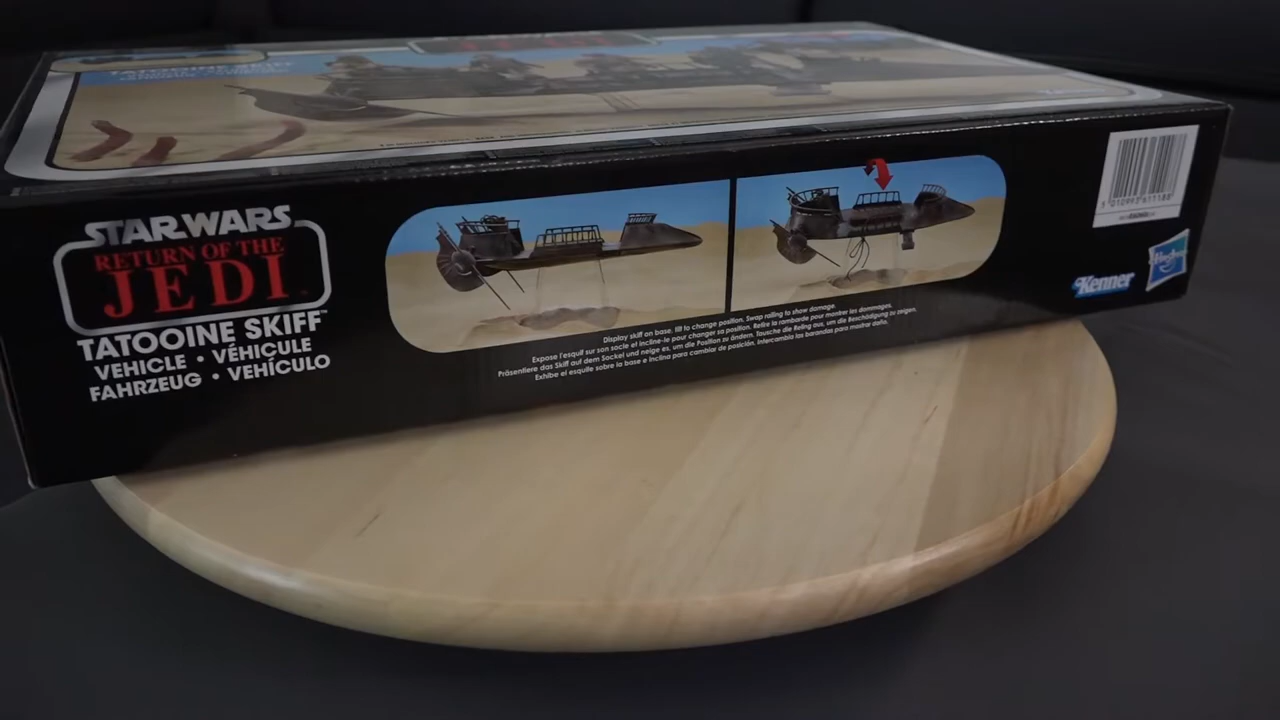 JEDI
TATOOINE SKIFF
STAR WARS
RETURN OF THE
JEDI
TATOOINE SKIFF™
VEHICLE • VÉHICULE
FAHRZEUG • VEHÍCULO
Display skiff on base, tilt to change position. Swap railing to show damage.
Expose l'esquif sur son socle et incline-le pour changer sa position. Retire la rambarde pour montrer les dommages.
Präsentiere das Skiff auf dem Sockel und neige es, um die Position zu ändern. Tausche die Reling aus, um die Beschädigung zu zeigen.
Exhibe el esquife sobre la base e inclina para cambiar de posición. Intercambia las barandas para mostrar daño.
Kenner
Hasbro